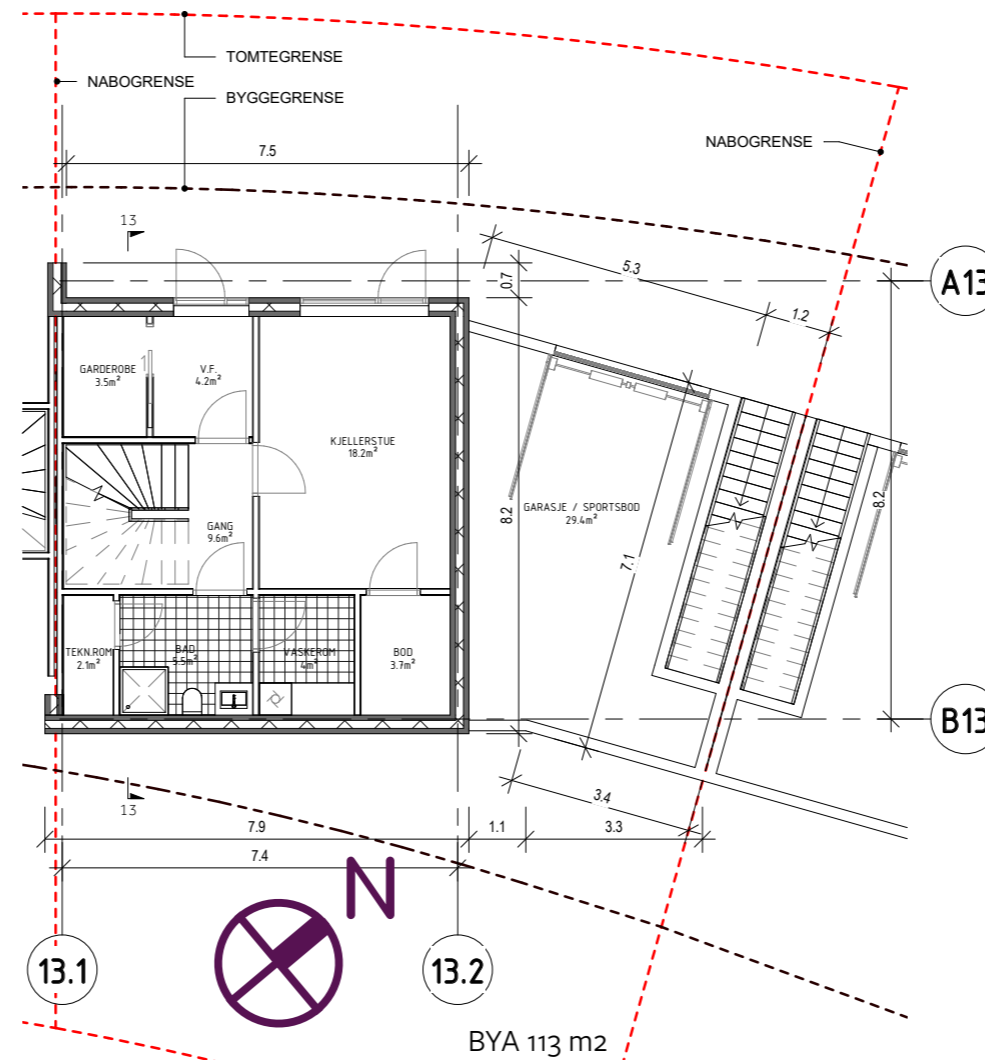 TOMTEGRENSE
NABOGRENSE
BYGGEGRENSE
NABOGRENSE
7.5
13
5.3
0.7
A13
1.2
GARDEROBE
3.5m²
V.F.
4.2m²
KJELLERSTUE
18.2m²
8.2
GARASJE / SPORTSBOD
29.4m²
8.2
GANG
9.6m²
7.1
TEKN.ROM
2.1m²
BAD
5.5m²
VASKEROM
4m²
BOD
3.7m²
B13
13
3.4
7.9
1.1
3.3
7.4
N
13.1
13.2
BYA 113 m2